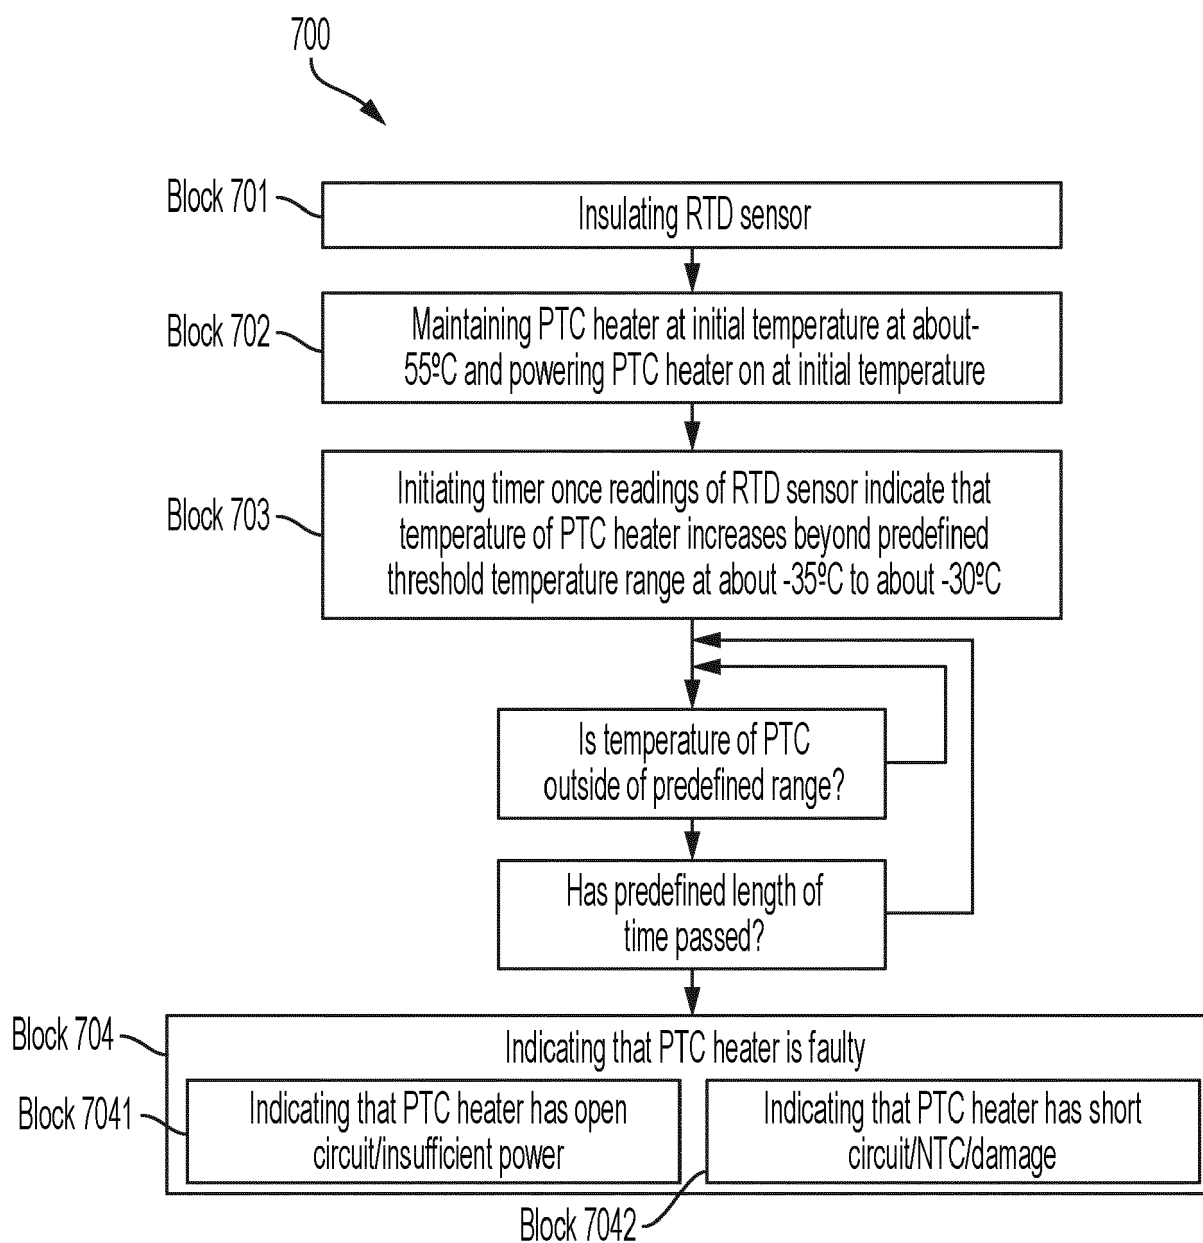 700
Block 701
Insulating RTD sensor
Block 702
Maintaining PTC heater at initial temperature at about-
55ºC and powering PTC heater on at initial temperature
Block 703
Initiating timer once readings of RTD sensor indicate that
temperature of PTC heater increases beyond predefined
threshold temperature range at about -35ºC to about -30ºC
Is temperature of PTC
outside of predefined range?
Has predefined length of
time passed?
Block 704
Indicating that PTC heater is faulty
Block 7041
Indicating that PTC heater has open
circuit/insufficient power
Indicating that PTC heater has short
circuit/NTC/damage
Block 7042